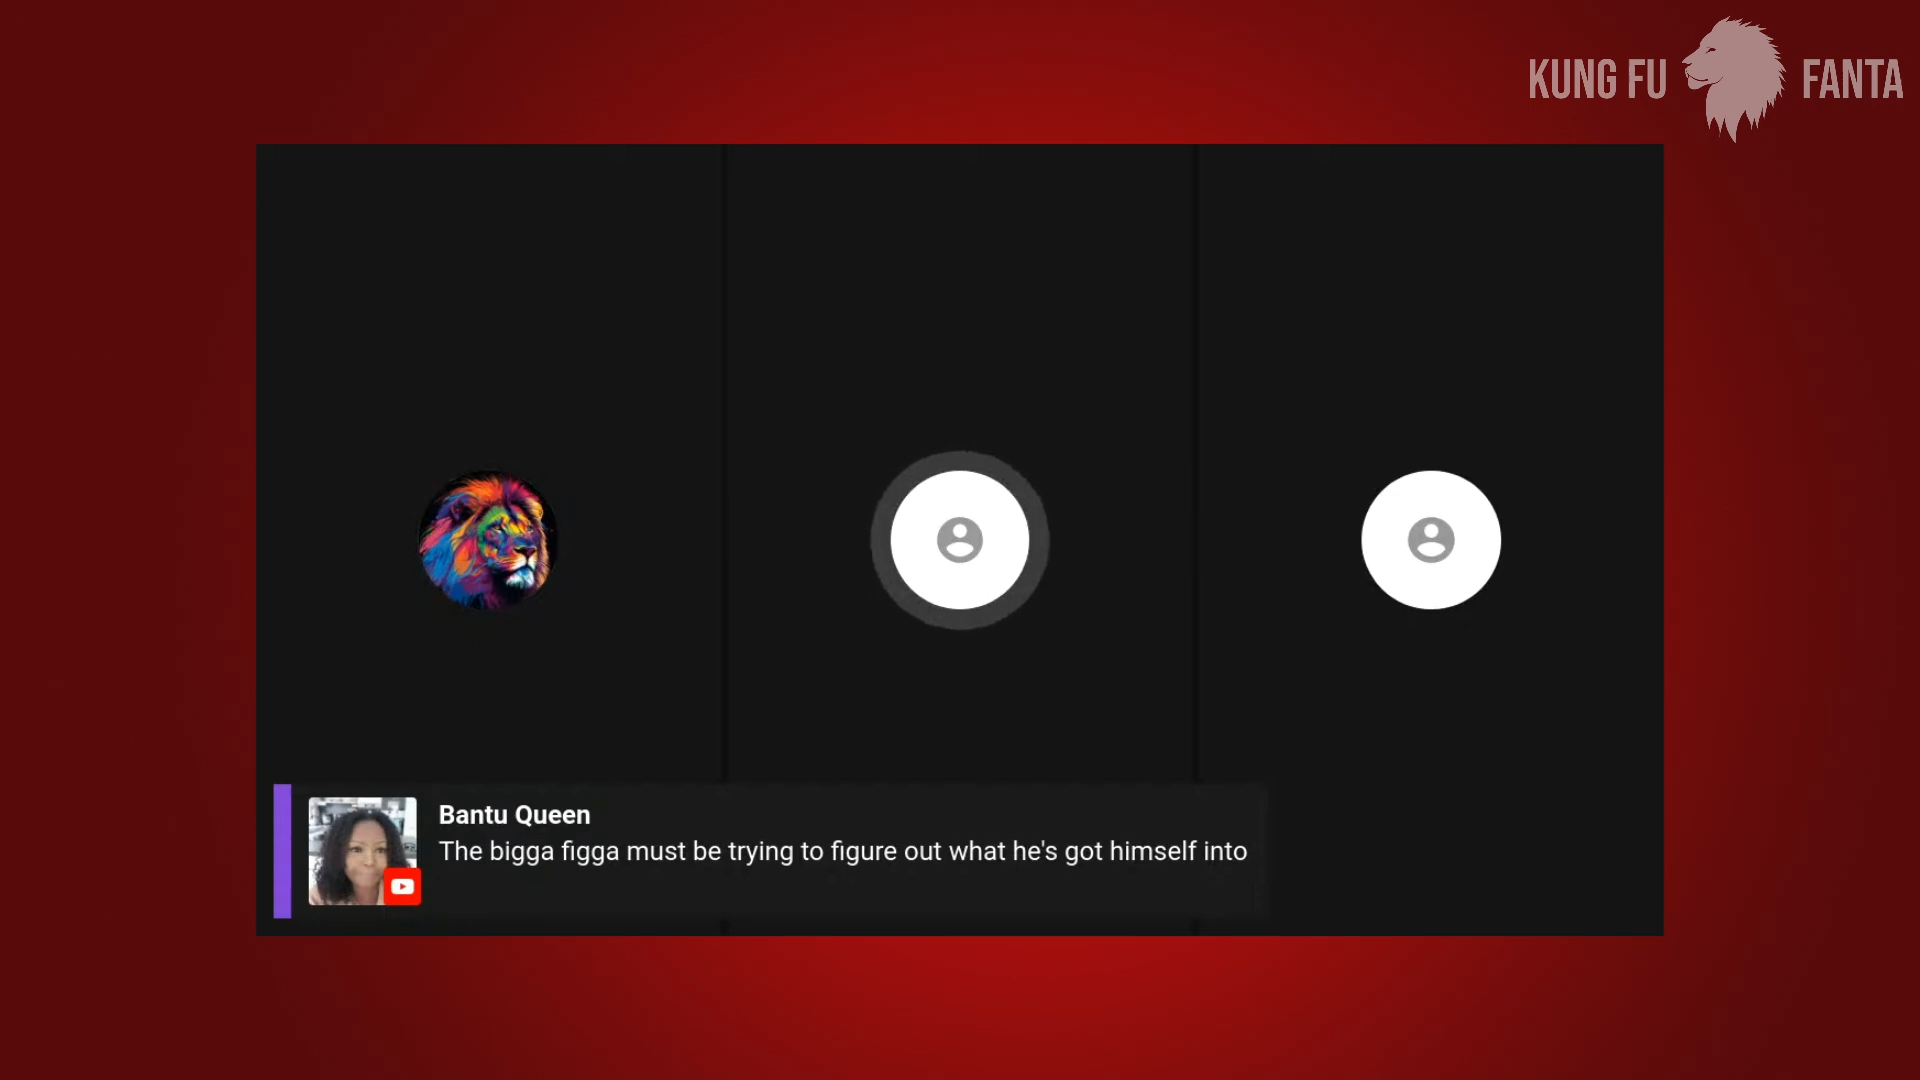 KUNG FU FANTA
Bantu Queen
The bigga figga must be trying to figure out what he's got himself into